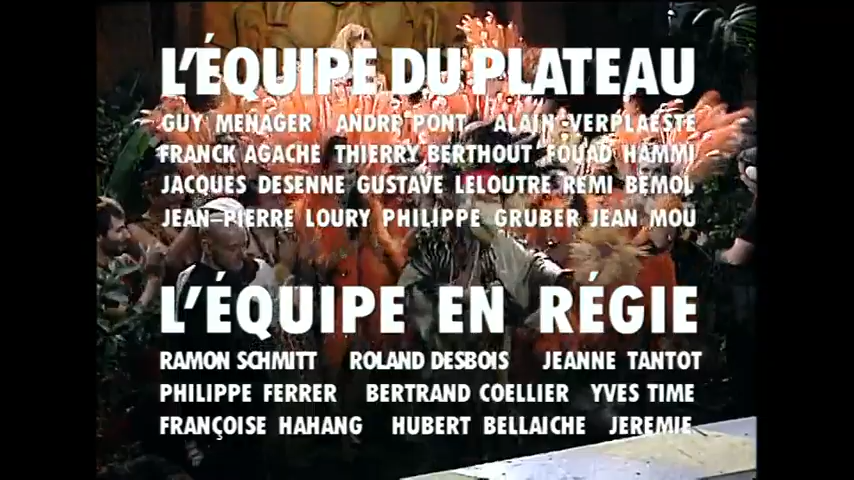 L'ÉQUIPE DU PLATEAU
GUY MENAGER ANDRE PONT ALAIN VERPLAESTE
FRANCK AGACHE THIERRY BERTHOUT FOUAD HAMMI
JACQUES DESENNE GUSTAVE LELOUTRE REMI BEMOL
JEAN-PIERRE LOURY PHILIPPE GRUBER JEAN MOU
L'ÉQUIPE EN RÉGIE
RAMON SCHMITT ROLAND DESBOIS JEANNE TANTOT
PHILIPPE FERRER BERTRAND COELLIER YVES TIME
FRANÇOISE HAHANG HUBERT BELLAICHE JEREMIE